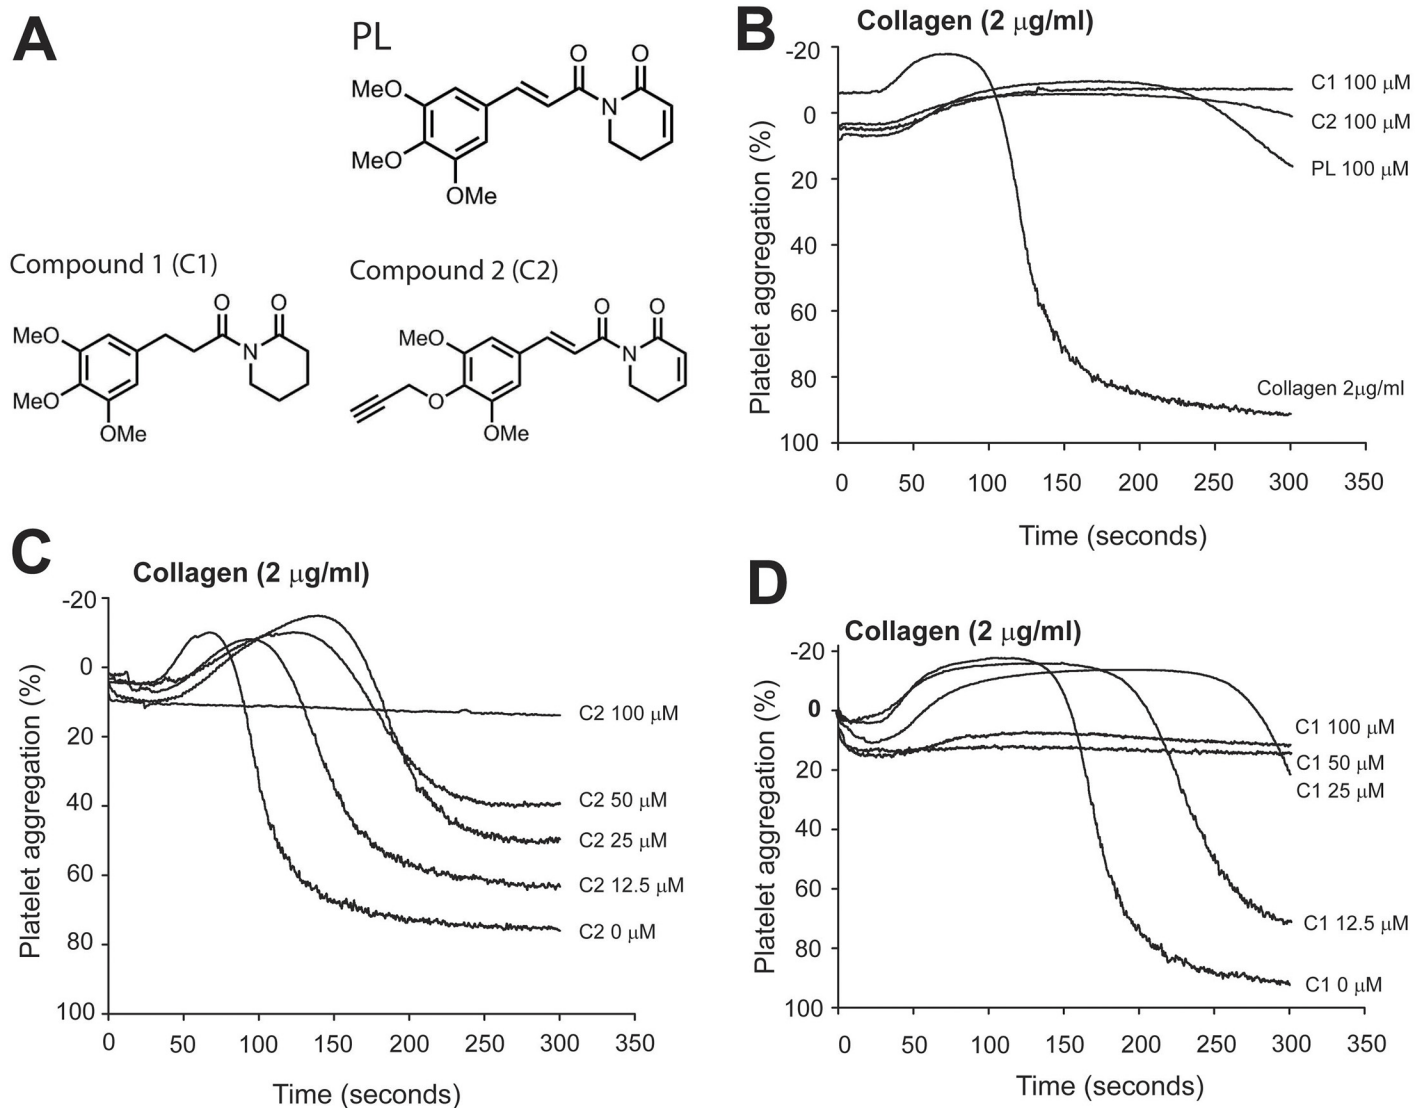 A
PL
MeO
MeO
OMe
O
O
N
Compound 1 (C1)
MeO
MeO
OMe
O
O
N
Compound 2 (C2)
MeO
O
OMe
O
O
N
B
Collagen (2 μg/ml)
Platelet aggregation (%)
-20
0
20
40
60
80
100
C1 100 μM
C2 100 μM
PL 100 μM
Collagen 2μg/ml
0 50 100 150 200 250 300 350
Time (seconds)
C
Collagen (2 μg/ml)
Platelet aggregation (%)
-20
0
20
40
60
80
100
C2 100 μM
C2 50 μM
C2 25 μM
C2 12.5 μM
C2 0 μM
0 50 100 150 200 250 300 350
Time (seconds)
D
Collagen (2 μg/ml)
Platelet aggregation (%)
-20
0
20
40
60
80
100
C1 100 μM
C1 50 μM
C1 25 μM
C1 12.5 μM
C1 0 μM
0 50 100 150 200 250 300 350
Time (seconds)